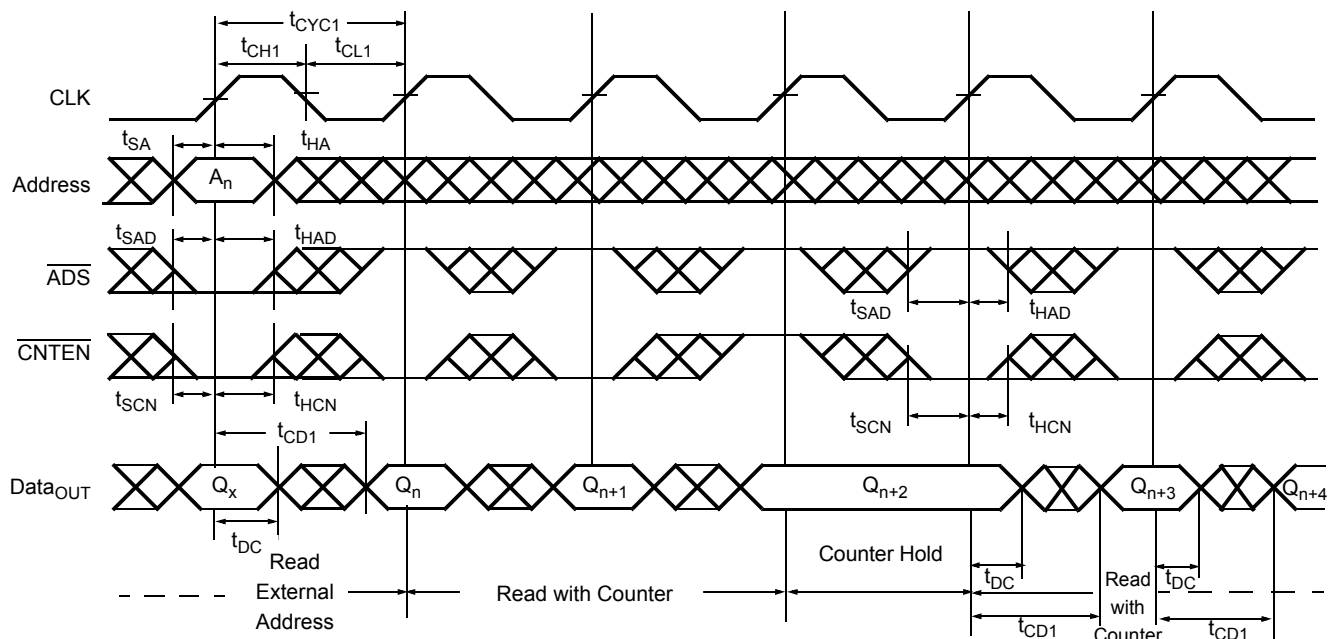 tCYC1
tCH1
tCL1
CLK
tSA
tHA
Address
An
tSAD
tHAD
ADS
tSAD
tHAD
CNTEN
tSCN
tHCN
tSCN
tHCN
tCD1
DataOUT
Qx
Qn
Qn+1
Qn+2
Qn+3
Qn+4
tDC
Read
External
Address
Read with Counter
Counter Hold
tDC
Read
with
Counter
tDC
tCD1
tCD1